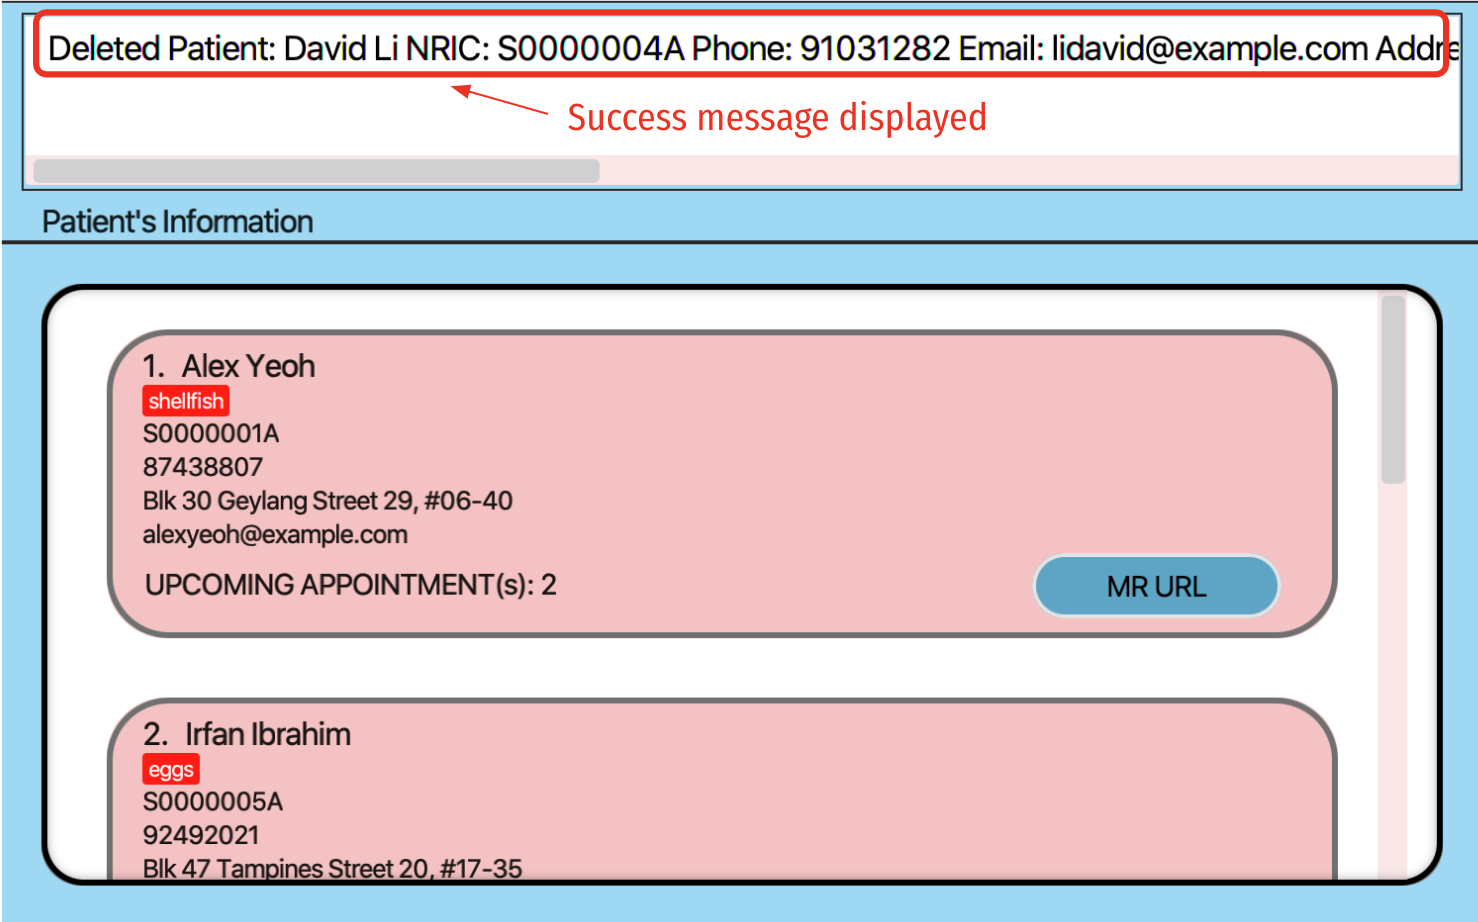 Deleted Patient: David Li NRIC: S0000004A Phone: 91031282 Email: lidavid@example.com Addre
Success message displayed
Patient's Information
1. Alex Yeoh
shellfish
S0000001A
87438807
Blk 30 Geylang Street 29, #06-40
alexyeoh@example.com
UPCOMING APPOINTMENT(s): 2
MR URL
2. Irfan Ibrahim
eggs
S0000005A
92492021
Blk 47 Tampines Street 20, #17-35